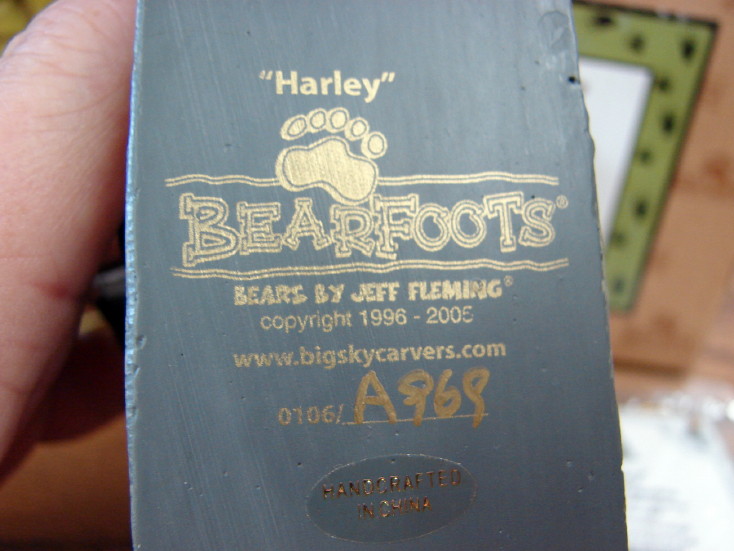 "Harley"
BEARFOOTS®
BEARS BY JEFF FLEMING®
copyright 1996 - 2005
www.bigskycarvers.com
0106/ A969
HANDCRAFTED
IN CHINA